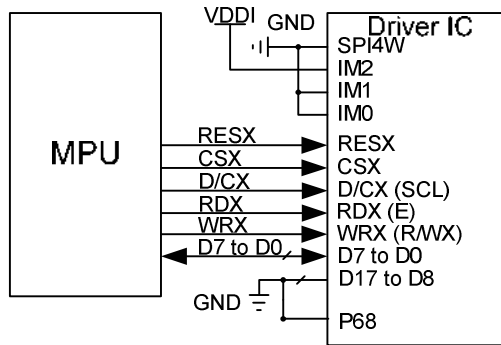 VDDI
GND
Driver IC
SPI4W
IM2
IM1
IM0
MPU
RESX
RESX
CSX
CSX
D/CX
D/CX (SCL)
RDX
RDX (E)
WRX
WRX (R/WX)
D7 to D0
D7 to D0
D17 to D8
GND
P68